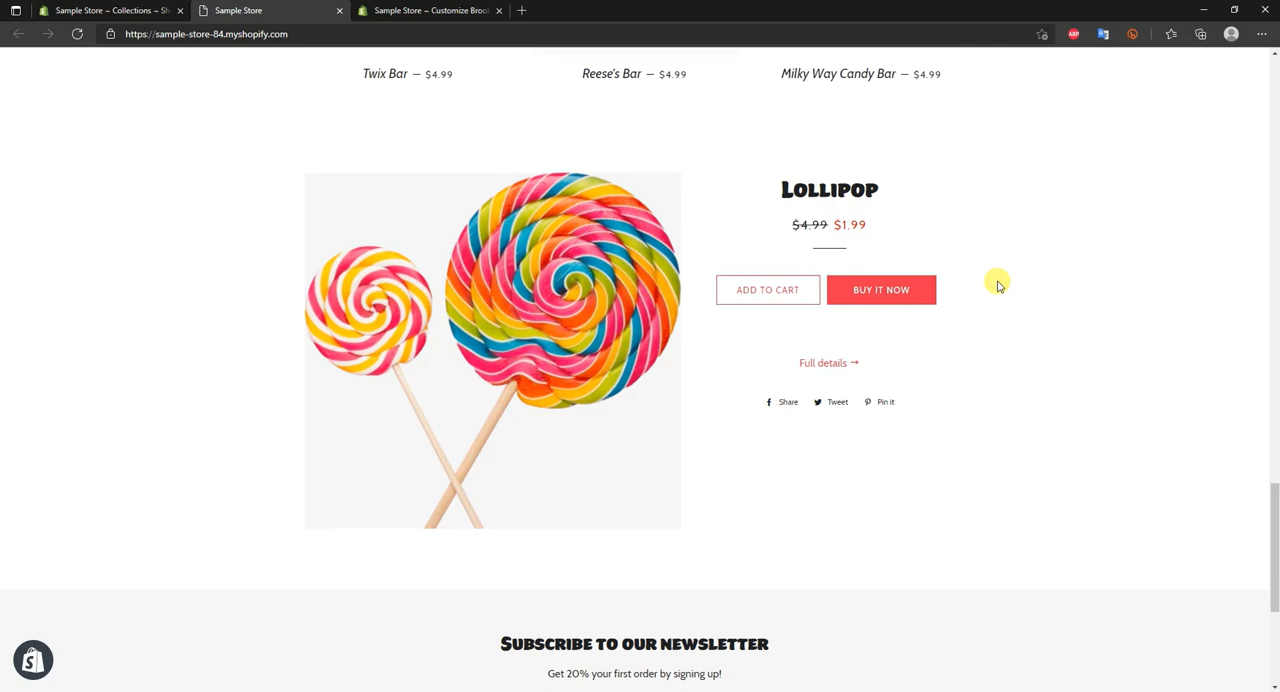 Sample Store ~ Collections ~ Sh
Sample Store
Sample Store ~ Customize Broo
https://sample-store-84.myshopify.com
ABP
Twix Bar — $4.99
Reese's Bar — $4.99
Milky Way Candy Bar — $4.99
Lollipop
$4.99 $1.99
ADD TO CART
BUY IT NOW
Full details →
Share
Tweet
Pin it
Subscribe to our newsletter
Get 20% your first order by signing up!